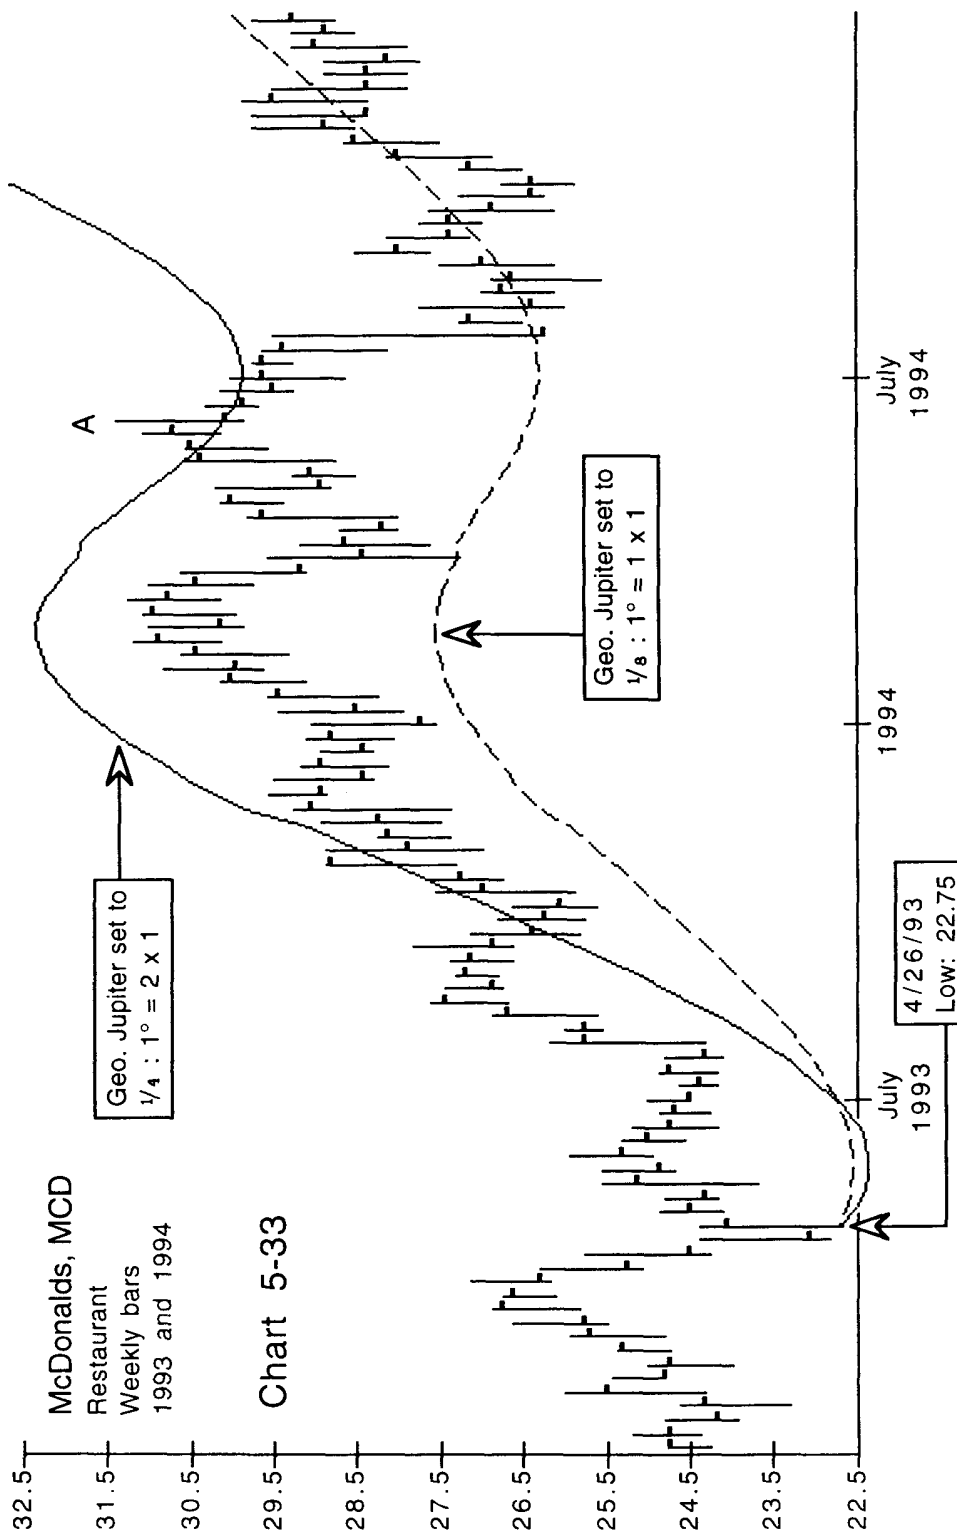 McDonalds, MCD
Restaurant
Weekly bars
1993 and 1994
Chart 5-33
Geo. Jupiter set to
1/4 : 1° = 2 x 1
A
Geo. Jupiter set to
1/8 : 1° = 1 x 1
4/26/93
Low: 22.75
32.5
31.5
30.5
29.5
28.5
27.5
26.5
25.5
24.5
23.5
22.5
July
1993
1994
July
1994